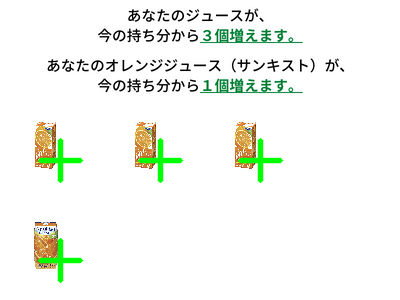 あなたのジュースが、
今の持ち分から３個増えます。
あなたのオレンジジュース（サンキスト）が、
今の持ち分から１個増えます。